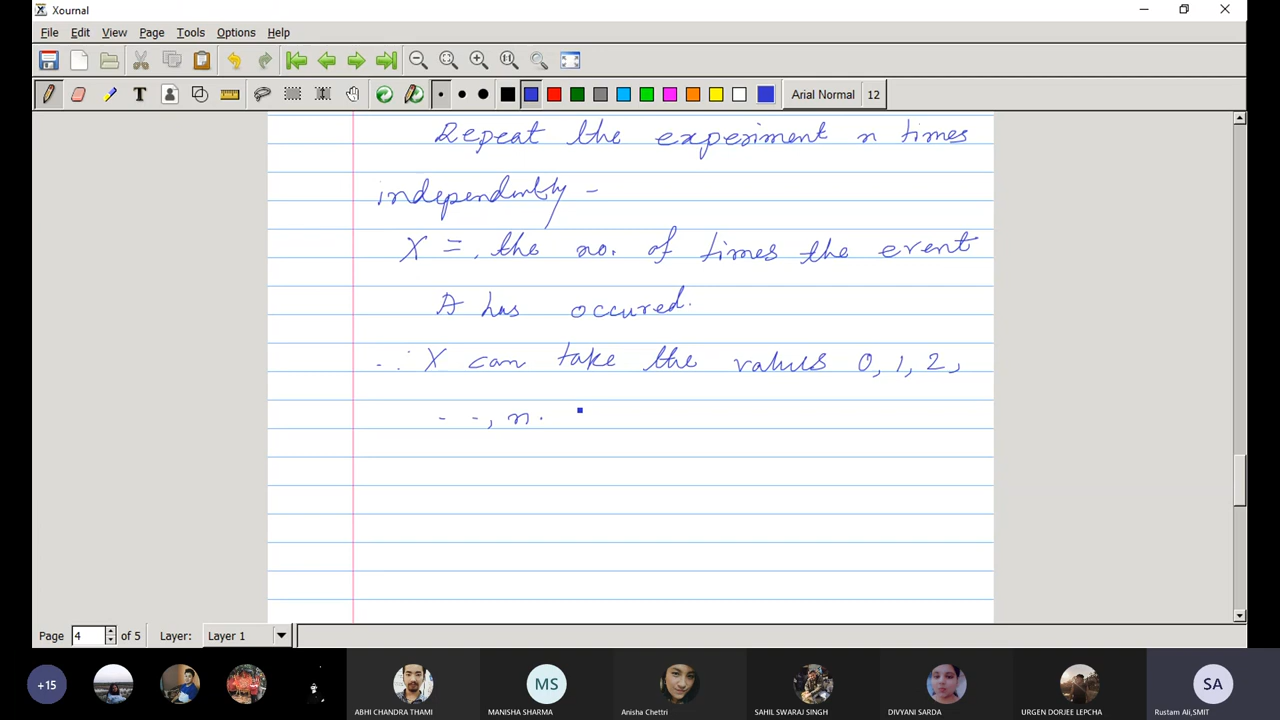 Xournal
File Edit View Page Tools Options Help
Arial Normal 12
Repeat the experiment n times
independently -
X = , the no. of times the event
A has occured.
∴ X can take the values 0, 1, 2,
- -, n.
Page 4 of 5 Layer: Layer 1
+15 MS SA
ABHI CHANDRA THAMI MANISHA SHARMA Anisha Chettri SAHIL SWARAJ SINGH DIVYANI SARDA URGEN DORJEE LEPCHA Rustam Ali,SMIT